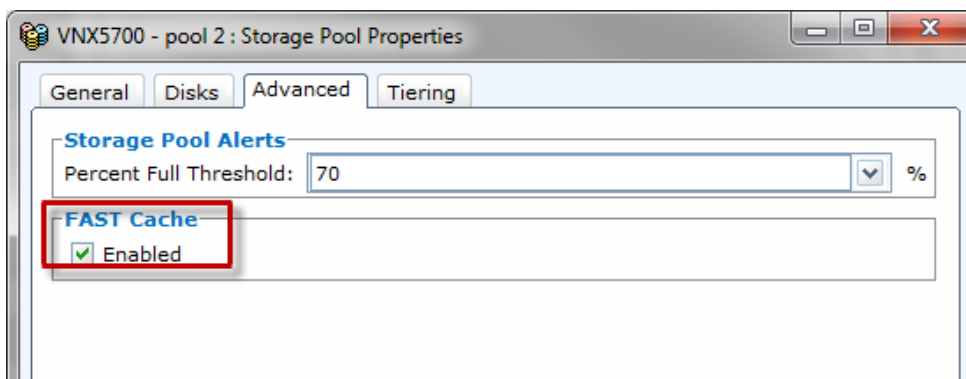 VNX5700 - pool 2 : Storage Pool Properties
General Disks Advanced Tiering
Storage Pool Alerts
Percent Full Threshold: 70 %
FAST Cache
Enabled